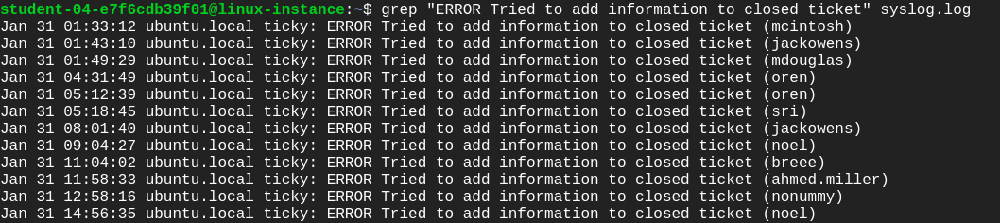 student-04-e7f6cdb39f01@linux-instance:~$ grep "ERROR Tried to add information to closed ticket" syslog.log
Jan 31 01:33:12 ubuntu.local ticky: ERROR Tried to add information to closed ticket (mcintosh)
Jan 31 01:43:10 ubuntu.local ticky: ERROR Tried to add information to closed ticket (jackowens)
Jan 31 01:49:29 ubuntu.local ticky: ERROR Tried to add information to closed ticket (mdouglas)
Jan 31 04:31:49 ubuntu.local ticky: ERROR Tried to add information to closed ticket (oren)
Jan 31 05:12:39 ubuntu.local ticky: ERROR Tried to add information to closed ticket (oren)
Jan 31 05:18:45 ubuntu.local ticky: ERROR Tried to add information to closed ticket (sri)
Jan 31 08:01:40 ubuntu.local ticky: ERROR Tried to add information to closed ticket (jackowens)
Jan 31 09:04:27 ubuntu.local ticky: ERROR Tried to add information to closed ticket (noel)
Jan 31 11:04:02 ubuntu.local ticky: ERROR Tried to add information to closed ticket (breee)
Jan 31 11:58:33 ubuntu.local ticky: ERROR Tried to add information to closed ticket (ahmed.miller)
Jan 31 12:58:16 ubuntu.local ticky: ERROR Tried to add information to closed ticket (nonummy)
Jan 31 14:56:35 ubuntu.local ticky: ERROR Tried to add information to closed ticket (noel)